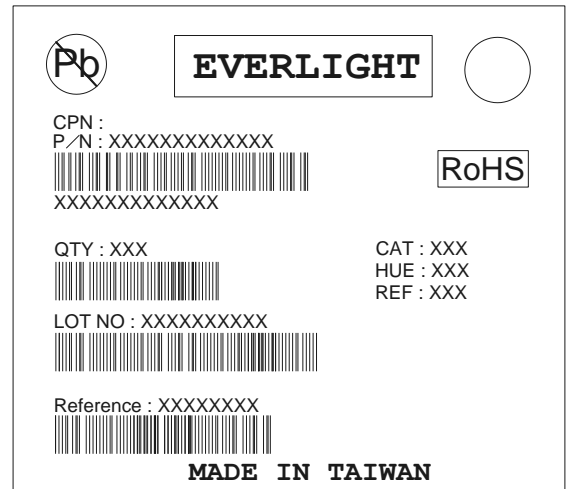 Pb
EVERLIGHT
CPN :
P/N : XXXXXXXXXXXXX
RoHS
XXXXXXXXXXXXX
QTY : XXX
CAT : XXX
HUE : XXX
REF : XXX
LOT NO : XXXXXXXXXX
Reference : XXXXXXXX
MADE IN TAIWAN